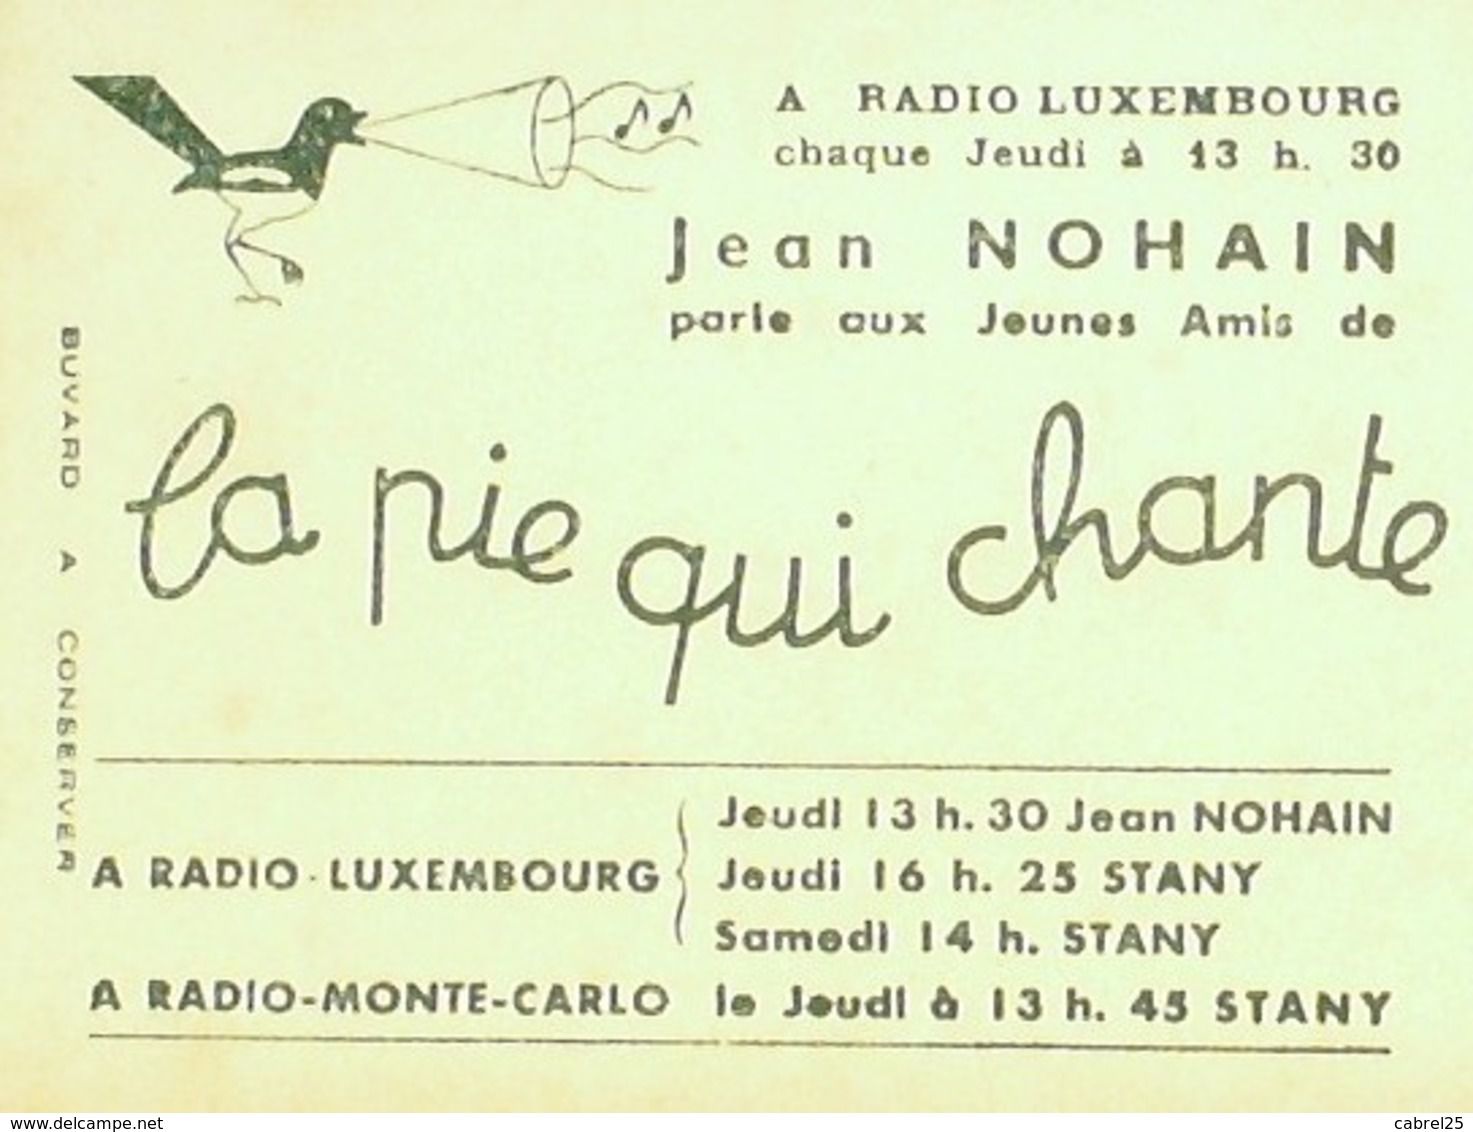 A RADIO LUXEMBOURG
chaque Jeudi à 13 h. 30
Jean NOHAIN
parle aux Jeunes Amis de
la pie qui chante
BUVARD A CONSERVER
A RADIO-LUXEMBOURG
Jeudi 13 h. 30 Jean NOHAIN
Jeudi 16 h. 25 STANY
Samedi 14 h. STANY
A RADIO-MONTE-CARLO le Jeudi à 13 h. 45 STANY
www.delcampe.net
cabrel25